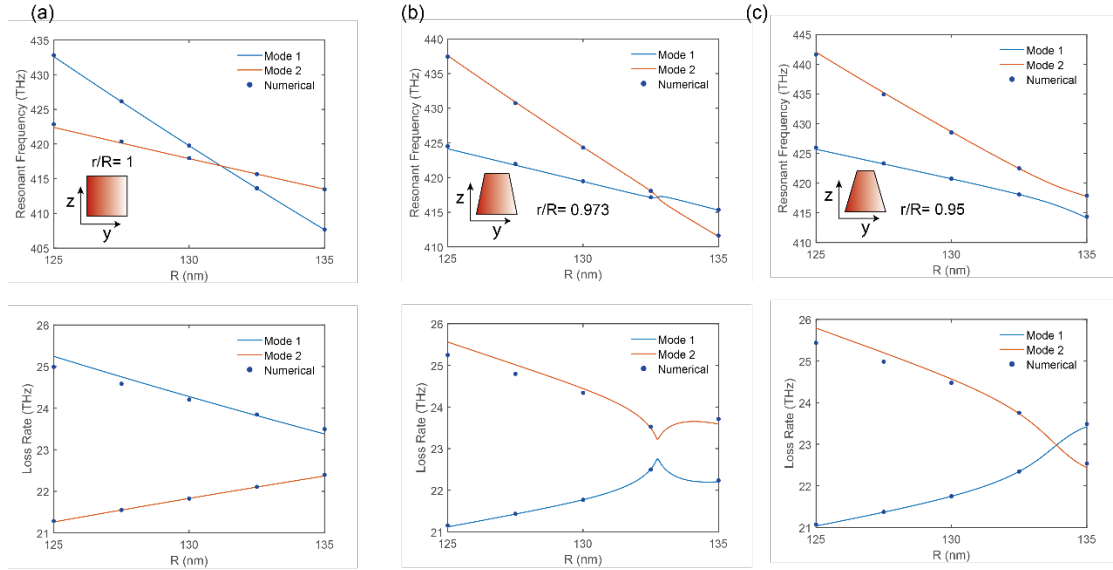 (a)
435
430
425
420
415
410
405
Resonant Frequency (THz)
Mode 1
Mode 2
Numerical
r/R= 1
z
y
125
130
135
R (nm)
(b)
440
435
430
425
420
415
410
Resonant Frequency (THz)
Mode 1
Mode 2
Numerical
r/R= 0.973
z
y
125
130
135
R (nm)
(c)
445
440
435
430
425
420
415
410
Resonant Frequency (THz)
Mode 1
Mode 2
Numerical
r/R= 0.95
z
y
125
130
135
R (nm)
26
25
24
23
22
21
Loss Rate (THz)
Mode 1
Mode 2
Numerical
125
130
135
R (nm)
26
25
24
23
22
21
Loss Rate (THz)
Mode 1
Mode 2
Numerical
125
130
135
R (nm)
26
25
24
23
22
21
Loss Rate (THz)
Mode 1
Mode 2
Numerical
125
130
135
R (nm)